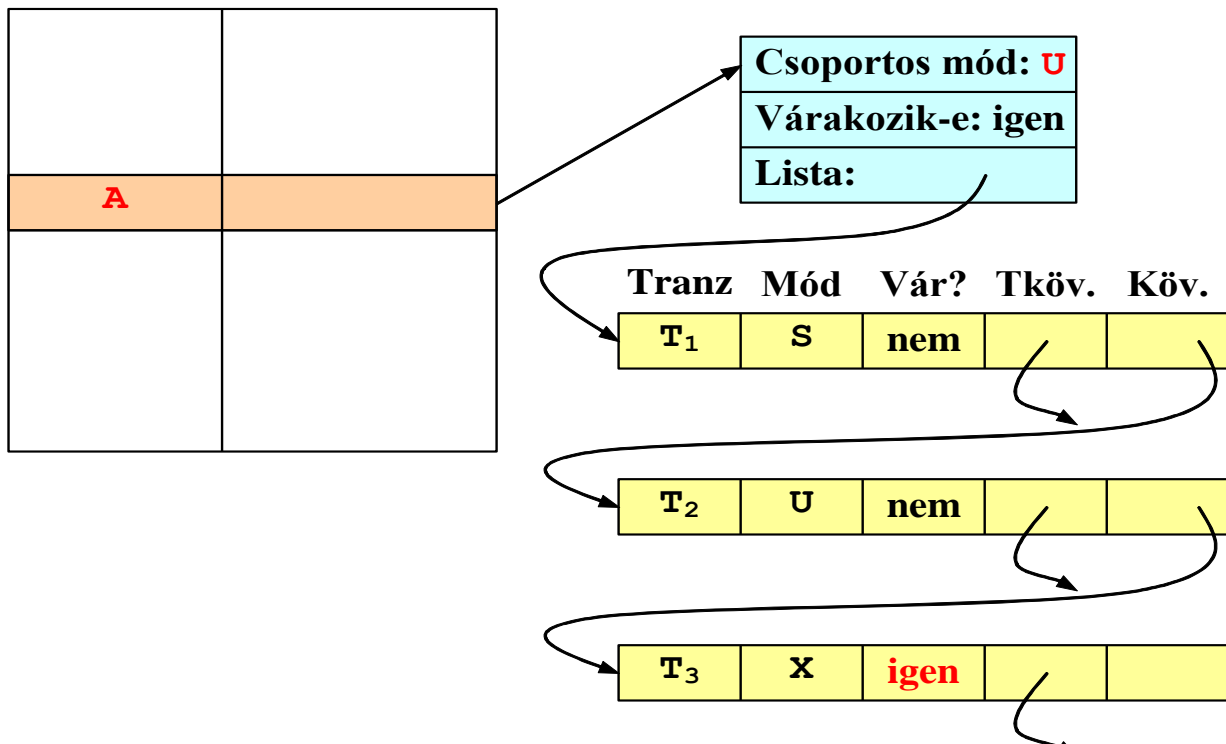 Csoportos mód: U
Várakozik-e: igen
A
Lista:
Tranz Mód Vár? Tköv. Köv.
T₁ S nem
T₂ U nem
T₃ X igen